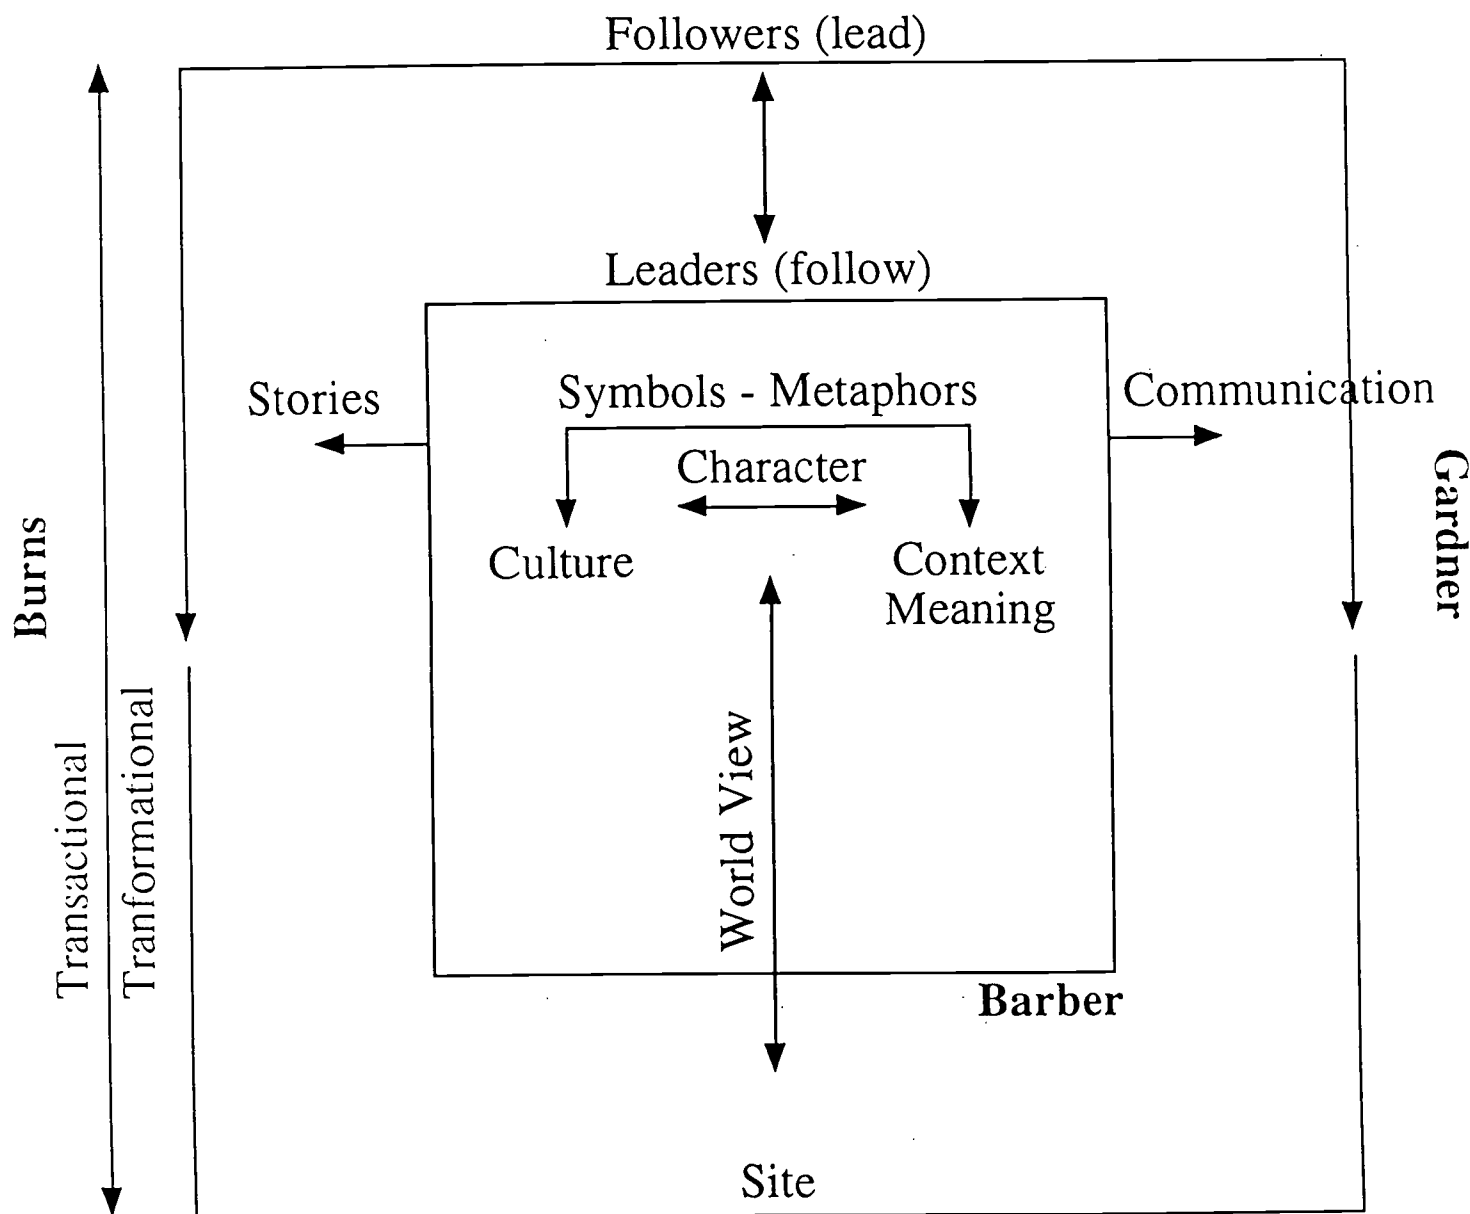 Followers (lead)
Leaders (follow)
Stories
Symbols - Metaphors
Communication
Character
Culture
Context
Meaning
Burns
Gardner
Transactional
Tranformational
World View
Barber
Site